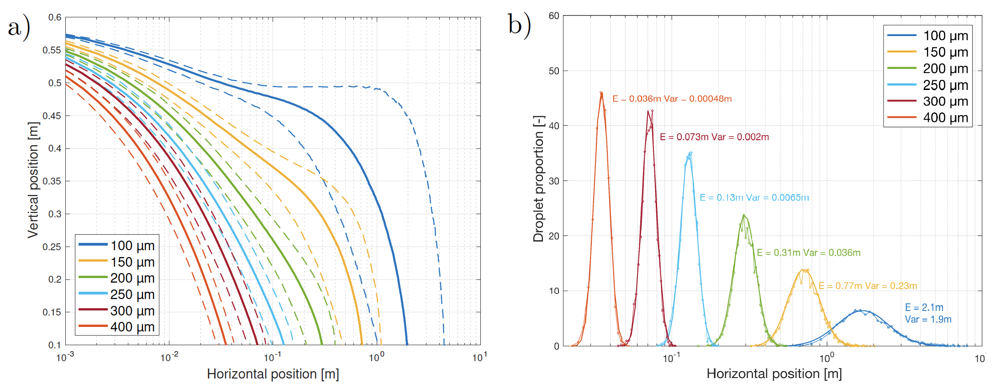 a)
0.6
0.55
0.5
0.45
0.4
0.35
0.3
0.25
0.2
0.15
0.1
Vertical position [m]
100 µm
150 µm
200 µm
250 µm
300 µm
400 µm
10-3
10-2
10-1
100
101
Horizontal position [m]
b)
60
50
40
30
20
10
0
Droplet proportion [-]
100 µm
150 µm
200 µm
250 µm
300 µm
400 µm
E = 0.036m Var = 0.00048m
E = 0.073m Var = 0.002m
E = 0.13m Var = 0.0065m
E = 0.31m Var = 0.036m
E = 0.77m Var = 0.23m
E = 2.1m
Var = 1.9m
10-1
100
10
Horizontal position [m]